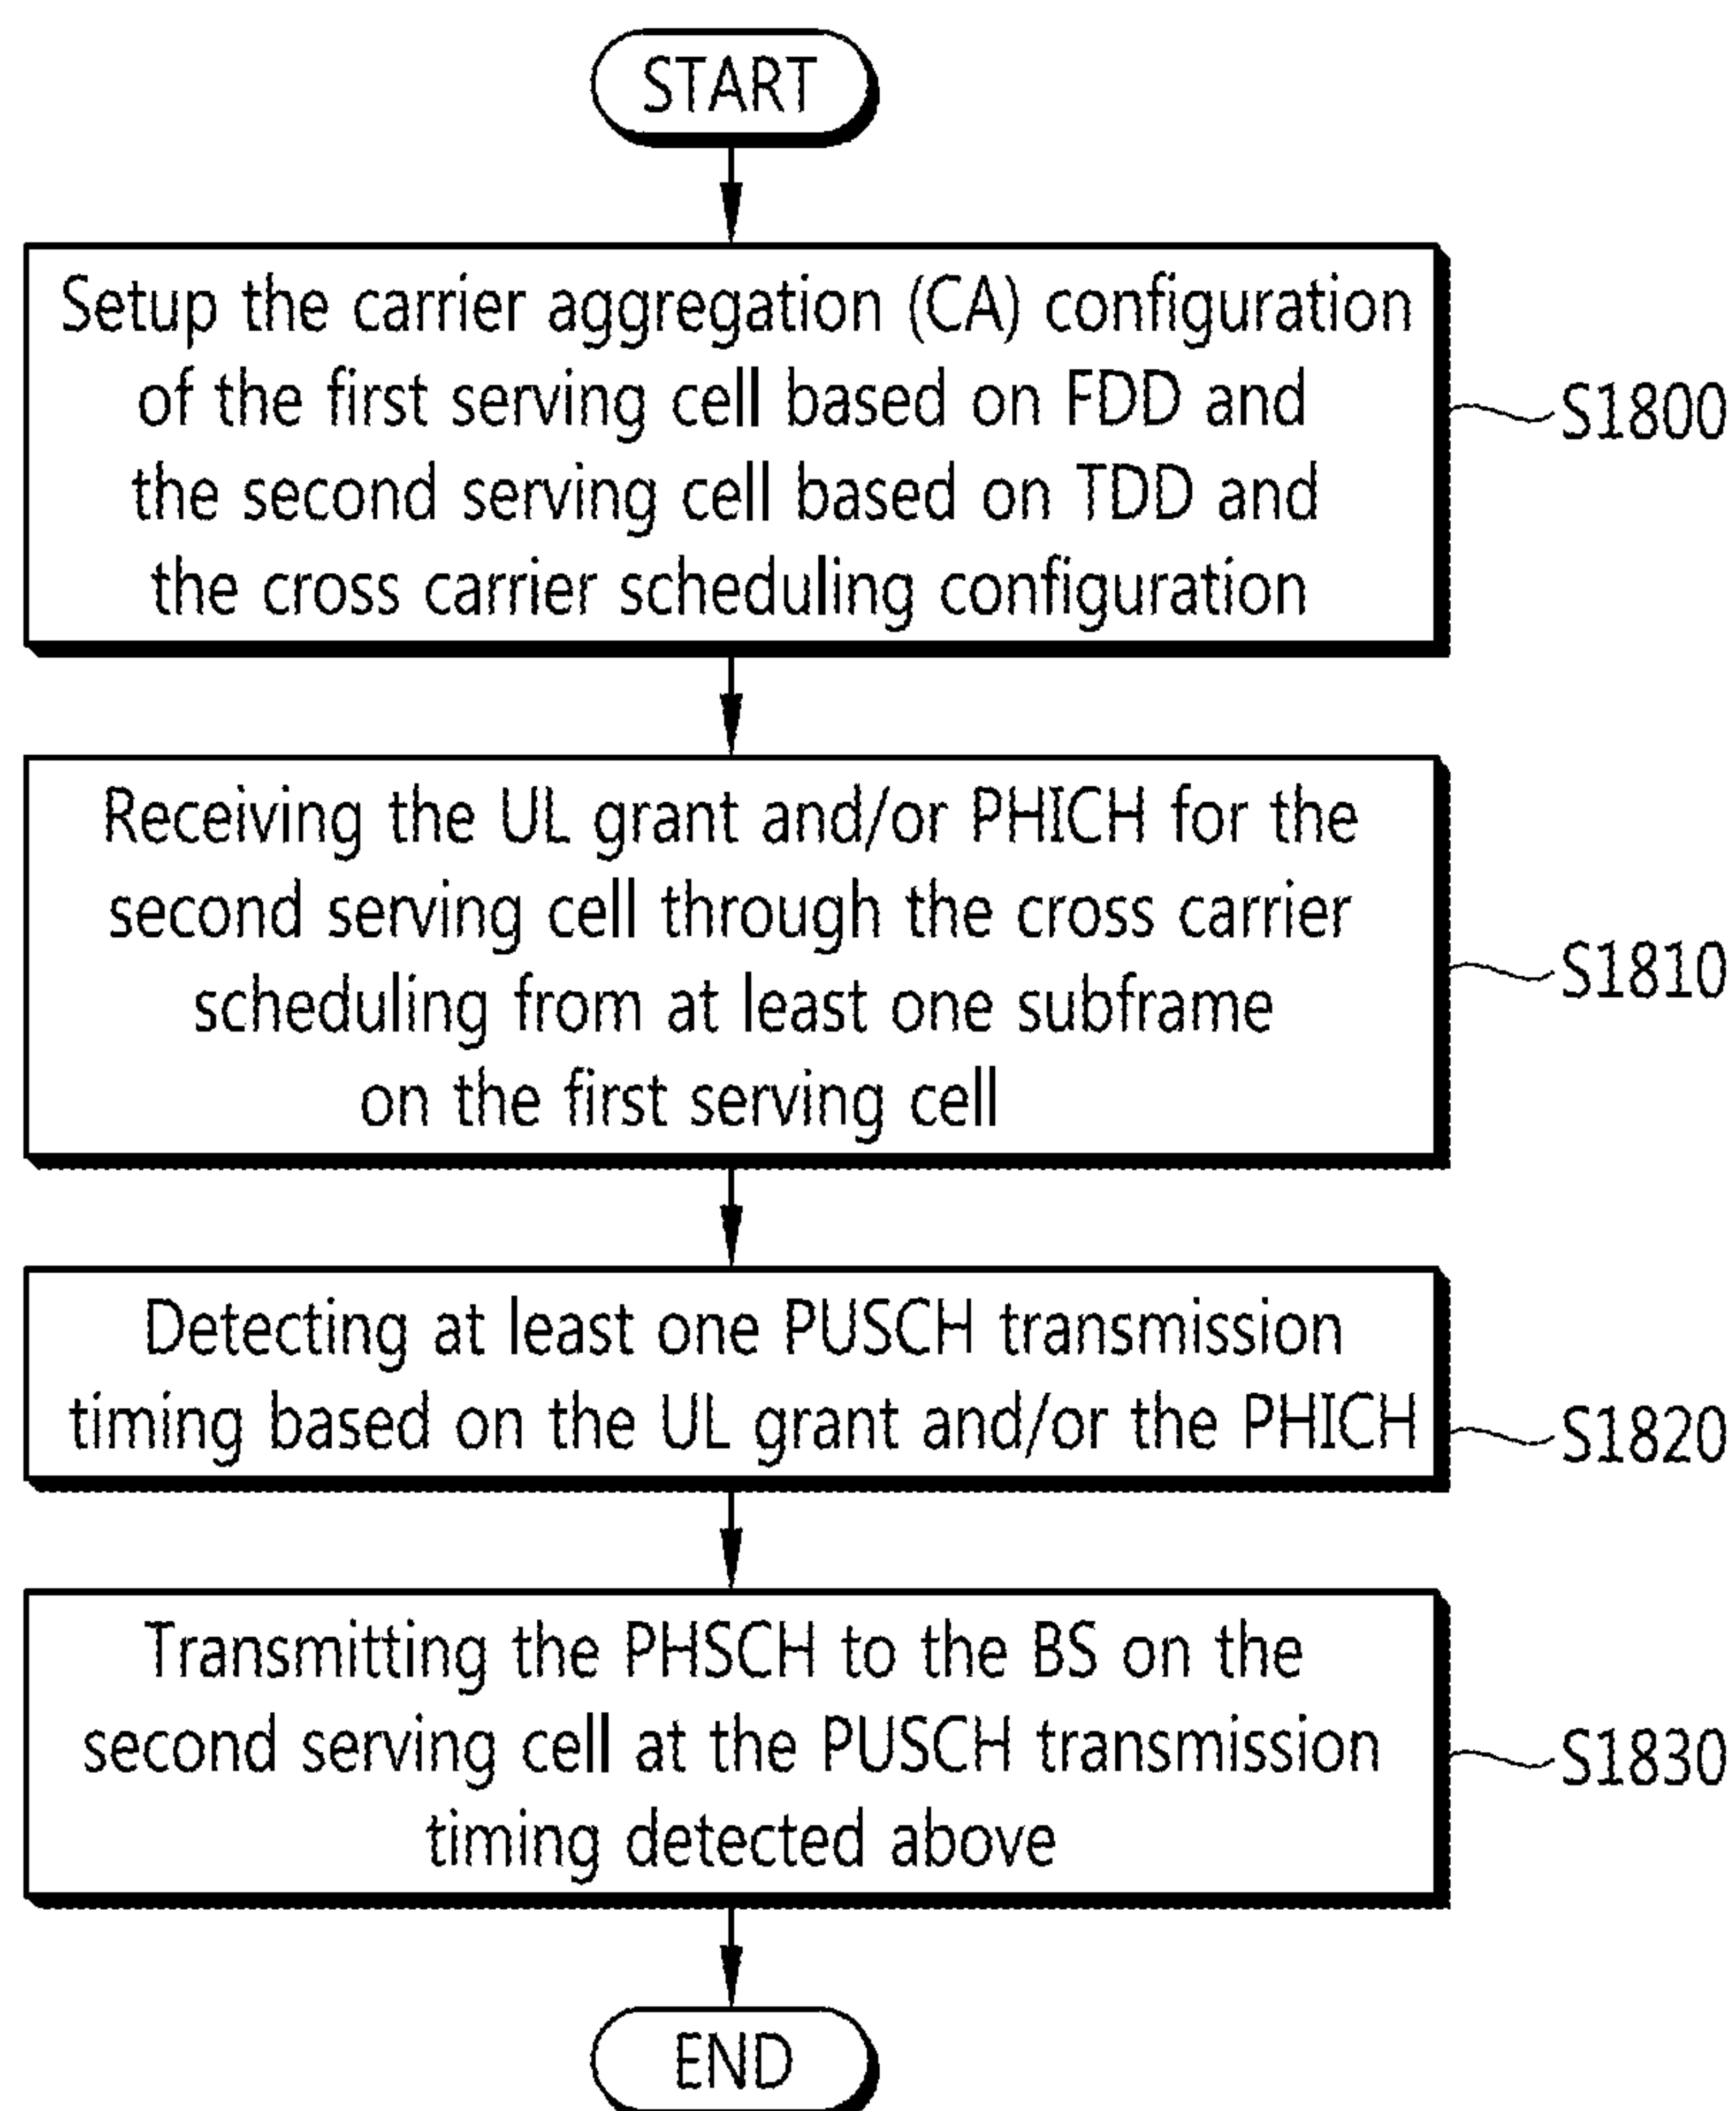 START
Setup the carrier aggregation (CA) configuration
of the first serving cell based on FDD and
the second serving cell based on TDD and
the cross carrier scheduling configuration
S1800
Receiving the UL grant and/or PHICH for the
second serving cell through the cross carrier
scheduling from at least one subframe
on the first serving cell
S1810
Detecting at least one PUSCH transmission
timing based on the UL grant and/or the PHICH
S1820
Transmitting the PHSCH to the BS on the
second serving cell at the PUSCH transmission
timing detected above
S1830
END